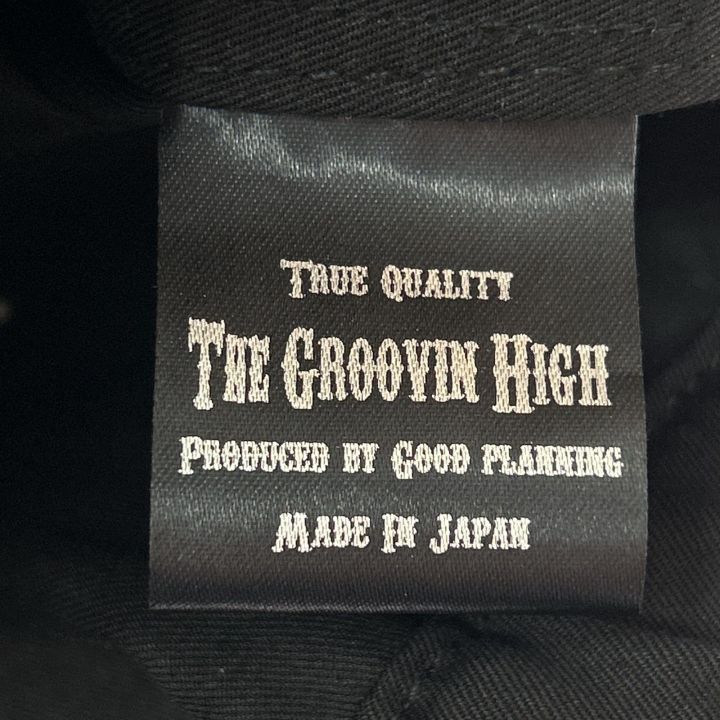 True Quality
The Groovin High
Produced by Good Planning
Made In Japan